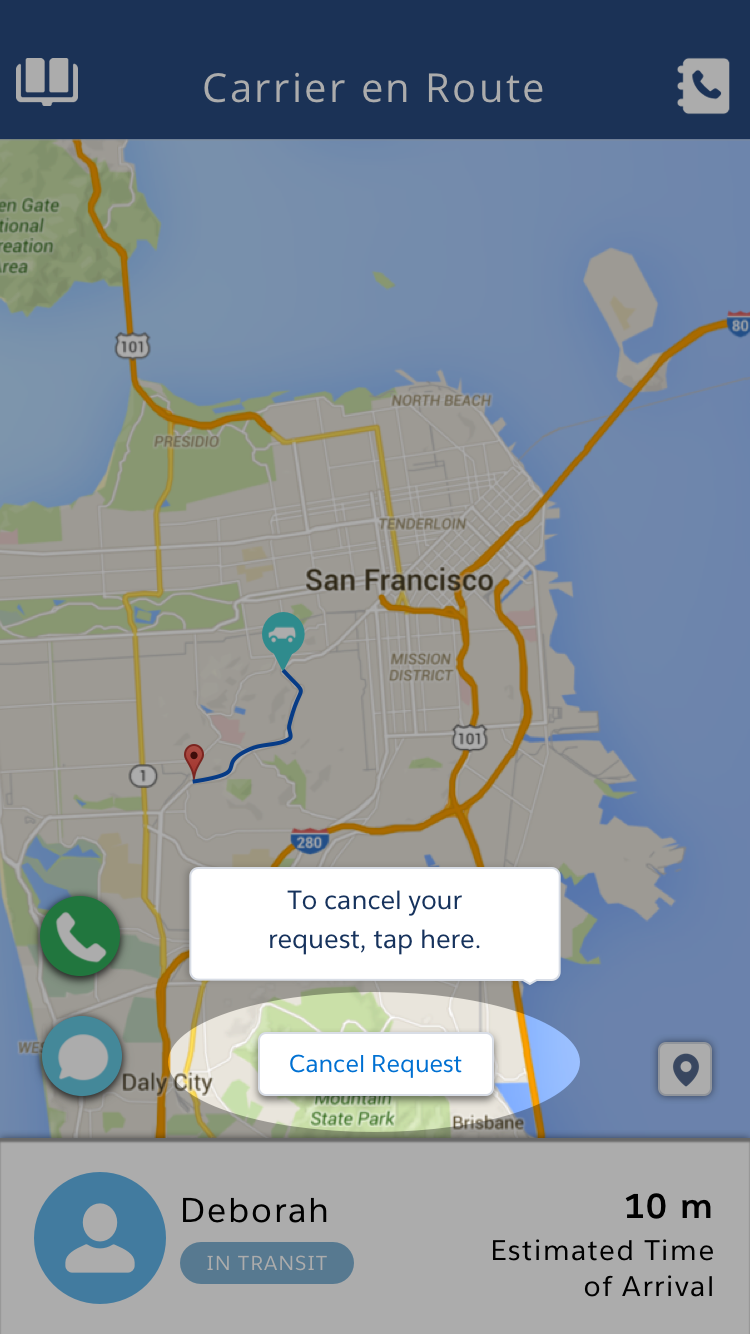 Carrier en Route
en Gate
tional
reation
Area
101
80
NORTH BEACH
PRESIDIO
TENDERLOIN
San Francisco
MISSION
DISTRICT
101
1
280
To cancel your
request, tap here.
Cancel Request
Daly City
Mountain
State Park
Brisbane
Deborah
IN TRANSIT
10 m
Estimated Time
of Arrival